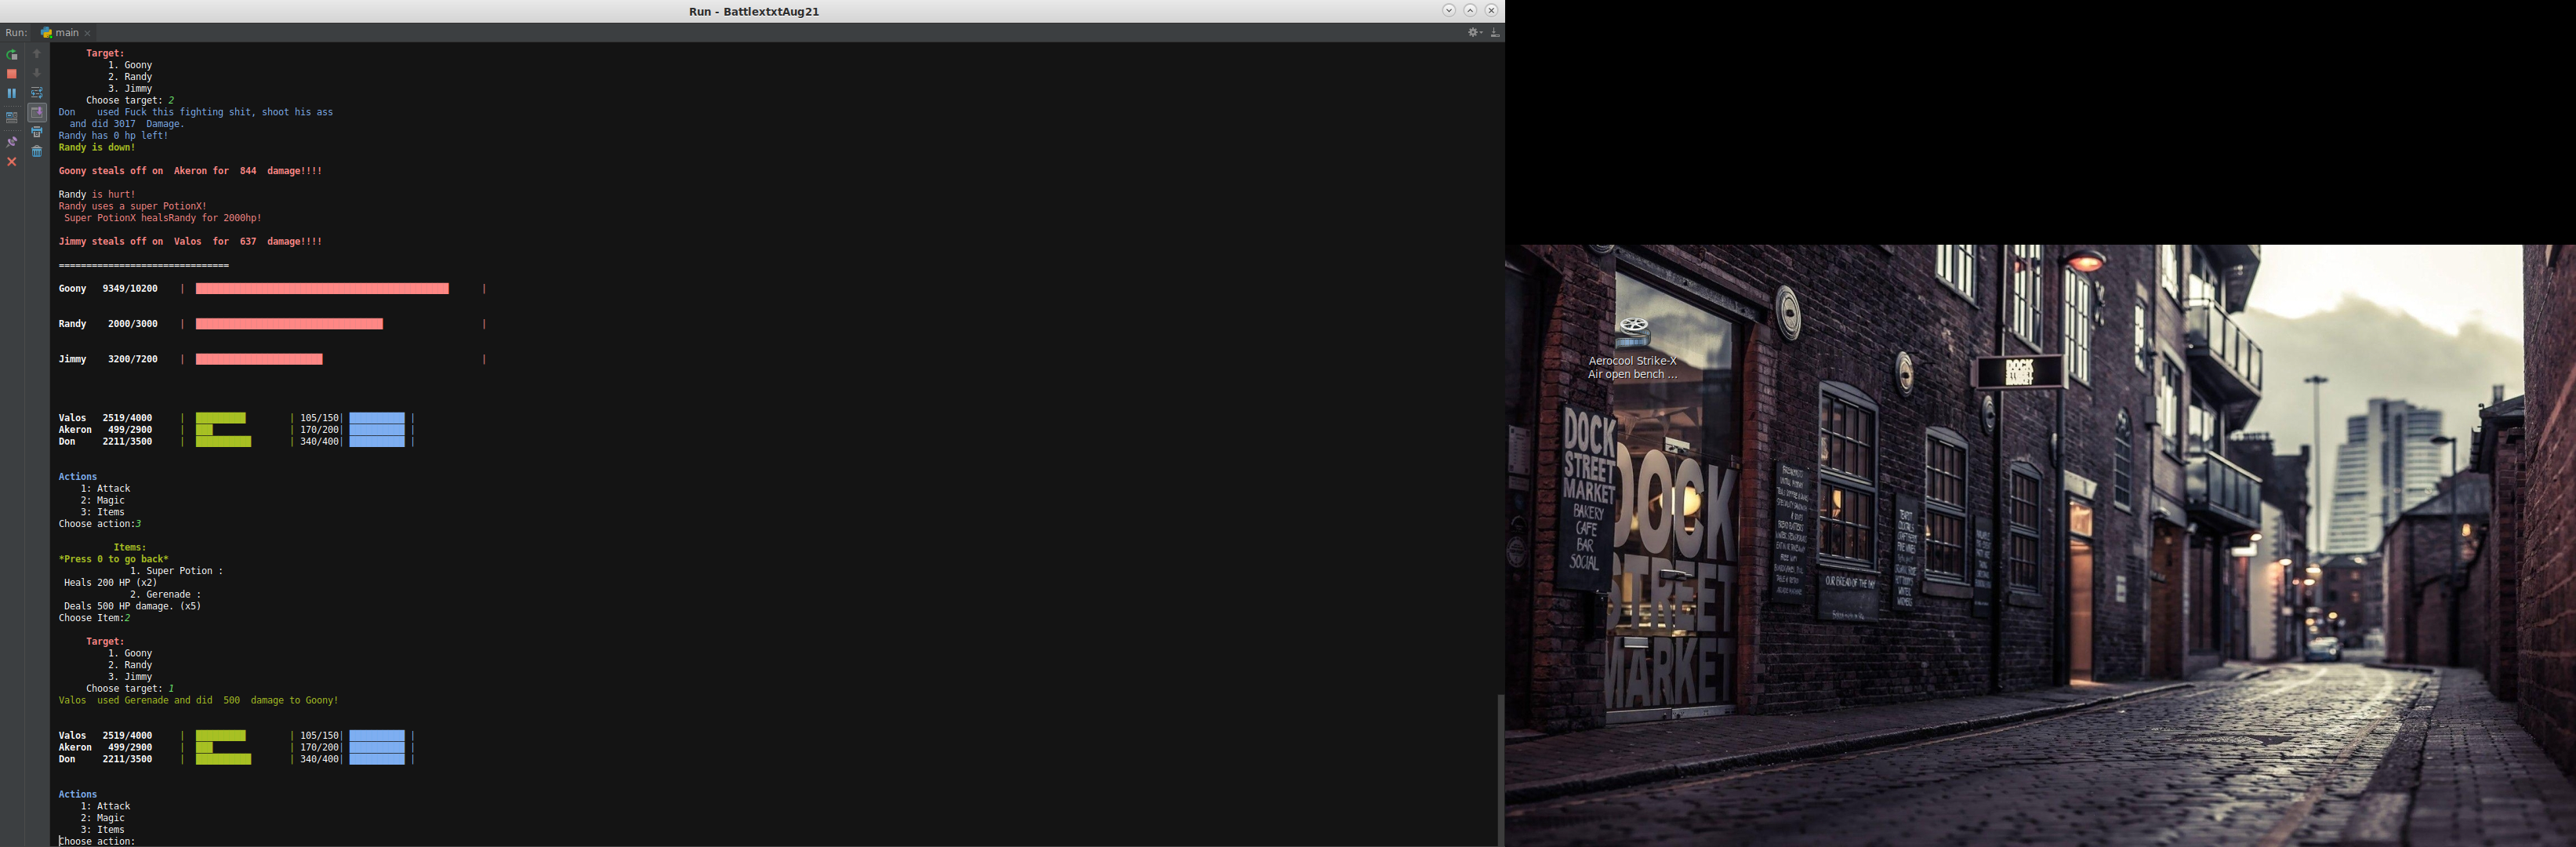 Run - BattlextxtAug21
Run: main
Target:
1. Goony
2. Randy
3. Jimmy
Choose target: 2
Don used Fuck this fighting shit, shoot his ass
and did 3017 Damage.
Randy has 0 hp left!
Randy is down!
Goony steals off on Akeron for 844 damage!!!!
Randy is hurt!
Randy uses a super PotionX!
Super PotionX healsRandy for 2000hp!
Jimmy steals off on Valos for 637 damage!!!!
===============================
Goony 9349/10200 | |
Randy 2000/3000 | |
Jimmy 3200/7200 | |
Valos 2519/4000 | | 105/150| |
Akeron 499/2900 | | 170/200| |
Don 2211/3500 | | 340/400| |
Actions
1: Attack
2: Magic
3: Items
Choose action:3
Items:
*Press 0 to go back*
1. Super Potion :
Heals 200 HP (x2)
2. Gerenade :
Deals 500 HP damage. (x5)
Choose Item:2
Target:
1. Goony
2. Randy
3. Jimmy
Choose target: 1
Valos used Gerenade and did 500 damage to Goony!
Valos 2519/4000 | | 105/150| |
Akeron 499/2900 | | 170/200| |
Don 2211/3500 | | 340/400| |
Actions
1: Attack
2: Magic
3: Items
Choose action:
Aerocool Strike-X
Air open bench ...
DOCK
STREET
MARKET
DOCK
STREET
MARKET
BAKERY
CAFE
BAR
SOCIAL
DOCK
STREET
MARKET
OUR BREAD OF THE DAY